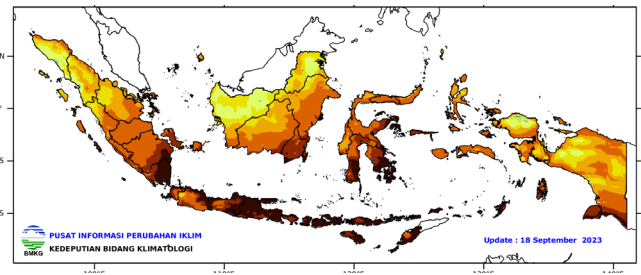 N
F
S
S
PUSAT INFORMASI PERUBAHAN IKLIM
BMKG
KEDEPUTIAN BIDANG KLIMATOLOGI
Update : 18 September 2023